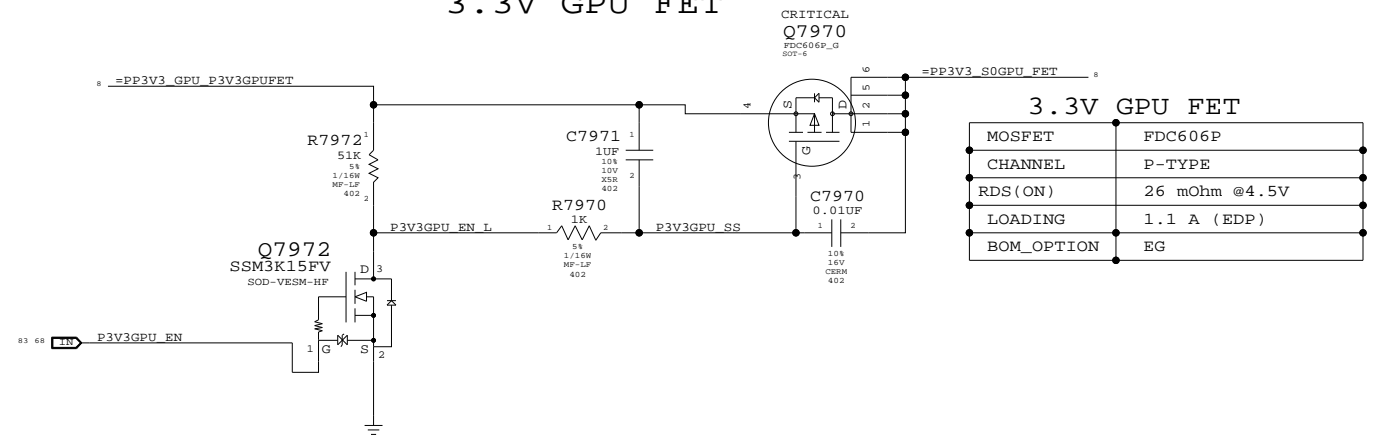 3.3V GPU FET
CRITICAL
Q7970
FDC606P_G
SOT-6
8 =PP3V3_GPU_P3V3GPUFET
=PP3V3_S0GPU_FET 8
6
5
2
1
4
S
D
G
3
R7972
1
51K
5%
1/16W
MF-LF
402
2
C7971
1
1UF
10%
10V
X5R
402
2
R7970
1K
1
2
5%
1/16W
MF-LF
402
P3V3GPU_EN_L
P3V3GPU_SS
C7970
0.01UF
1
2
10%
16V
CERM
402
Q7972
SSM3K15FV
SOD-VESM-HF
D 3
1 G
S 2
83 68 IN P3V3GPU_EN
3.3V GPU FET
MOSFET FDC606P
CHANNEL P-TYPE
RDS(ON) 26 mOhm @4.5V
LOADING 1.1 A (EDP)
BOM_OPTION EG